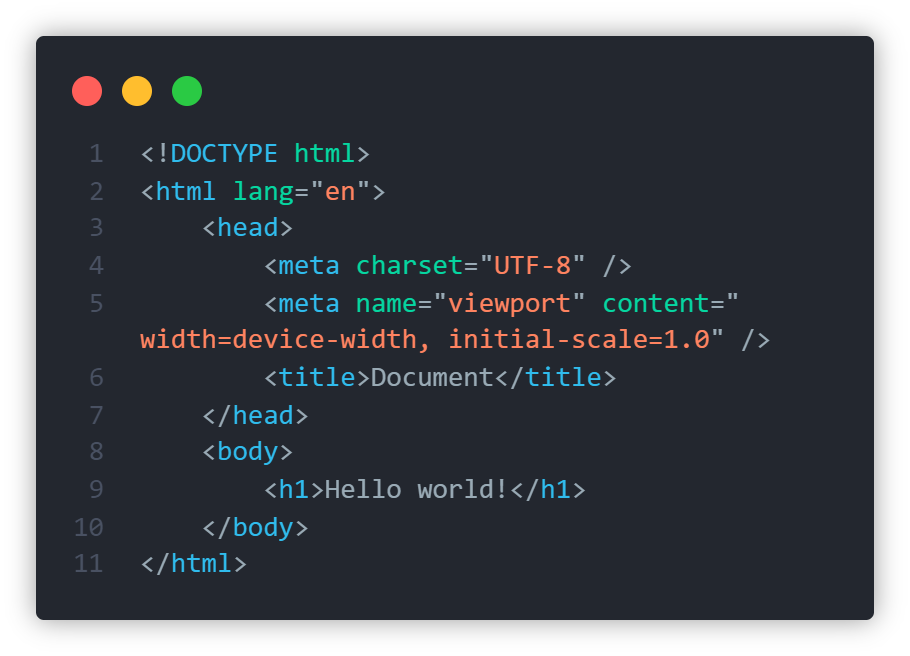 1 <!DOCTYPE html>
2 <html lang="en">
3     <head>
4         <meta charset="UTF-8" />
5         <meta name="viewport" content="
width=device-width, initial-scale=1.0" />
6         <title>Document</title>
7     </head>
8     <body>
9         <h1>Hello world!</h1>
10     </body>
11 </html>